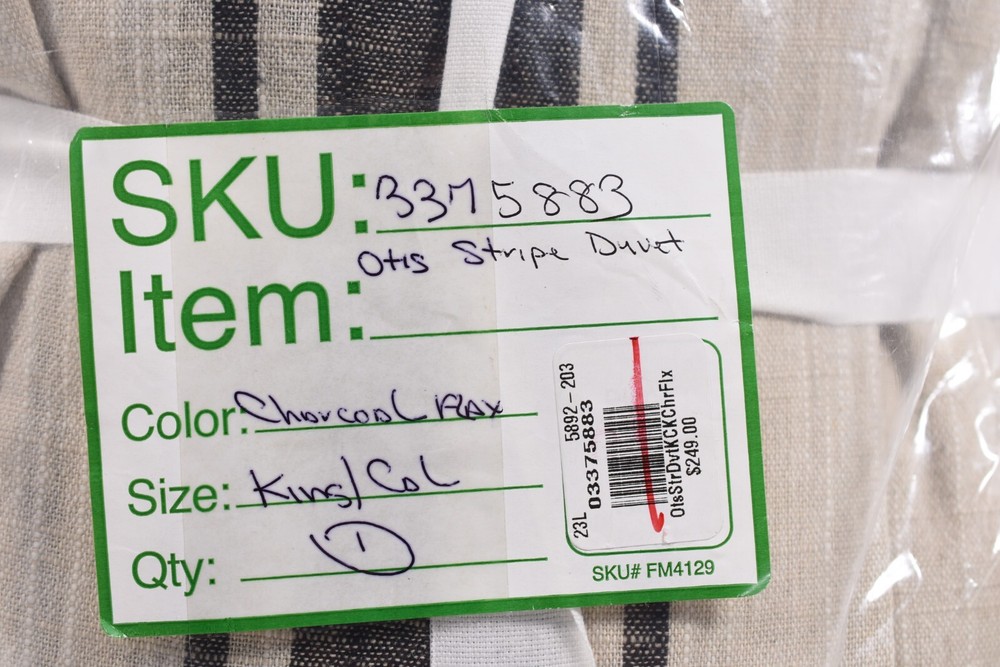 SKU: 3375883
Item: Otis Stripe Duvet
Color: Charcoal Flax
Size: King/Cal
Qty: 1
23L 5892-203
03375883
OtsStrDvtKCKChrFlx
$249.00
SKU# FM4129